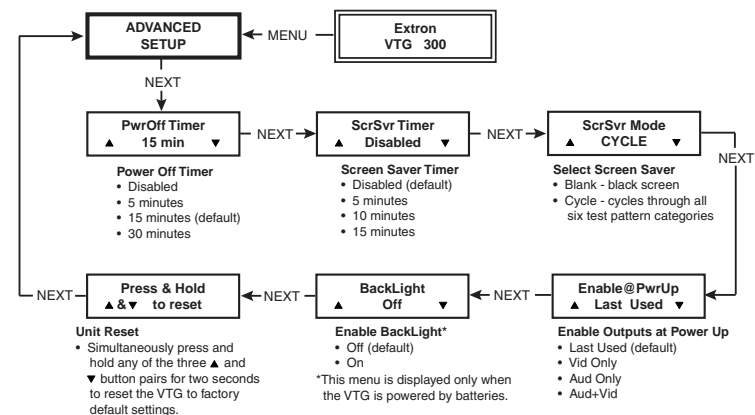 ADVANCED
SETUP
MENU
Extron
VTG 300
NEXT
PwrOff Timer
▲ 15 min ▼
NEXT
ScrSvr Timer
▲ Disabled ▼
NEXT
ScrSvr Mode
▲ CYCLE ▼
NEXT
Power Off Timer
• Disabled
• 5 minutes
• 15 minutes (default)
• 30 minutes
Screen Saver Timer
• Disabled (default)
• 5 minutes
• 10 minutes
• 15 minutes
Select Screen Saver
• Blank - black screen
• Cycle - cycles through all
six test pattern categories
NEXT
Press & Hold
▲&▼ to reset
NEXT
BackLight
▲ Off ▼
NEXT
Enable@PwrUp
▲ Last Used ▼
Unit Reset
• Simultaneously press and
hold any of the three ▲ and
▼ button pairs for two seconds
to reset the VTG to factory
default settings.
Enable BackLight*
• Off (default)
• On
*This menu is displayed only when
the VTG is powered by batteries.
Enable Outputs at Power Up
• Last Used (default)
• Vid Only
• Aud Only
• Aud+Vid